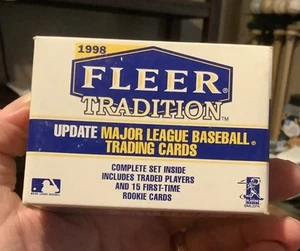 1998
FLEER
TRADITION™
UPDATE MAJOR LEAGUE BASEBALL®
TRADING CARDS
COMPLETE SET INSIDE
INCLUDES TRADED PLAYERS
AND 15 FIRST-TIME
ROOKIE CARDS